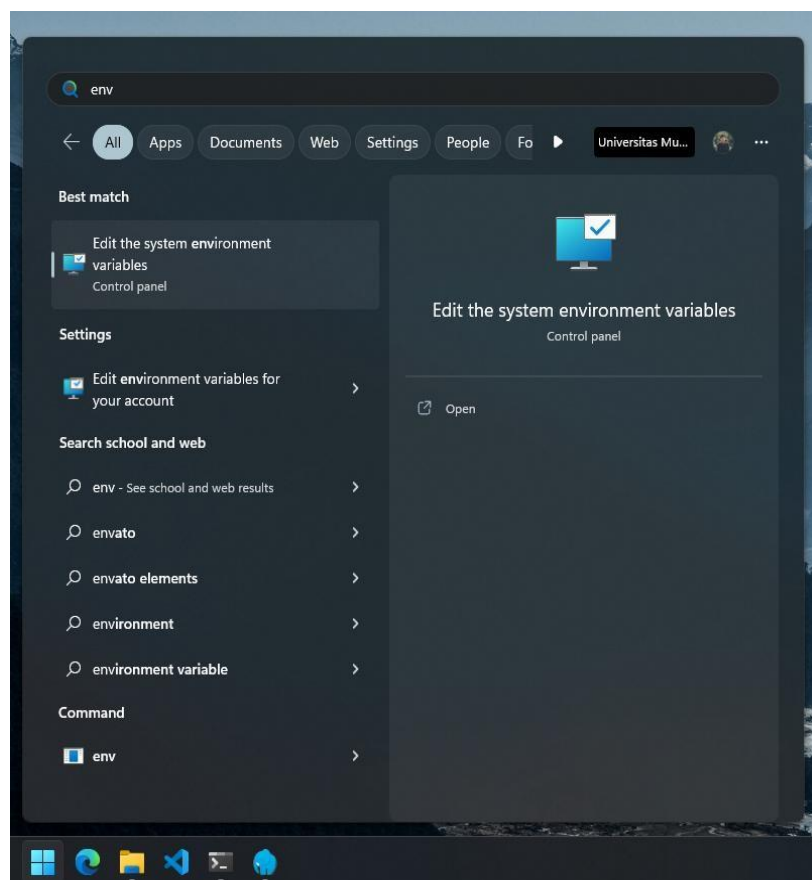 env
All Apps Documents Web Settings People Fo Universitas Mu... ...
Best match
Edit the system environment
variables
Control panel
Settings
Edit environment variables for
your account
Search school and web
env - See school and web results
envato
envato elements
environment
environment variable
Command
env
Edit the system environment variables
Control panel
Open